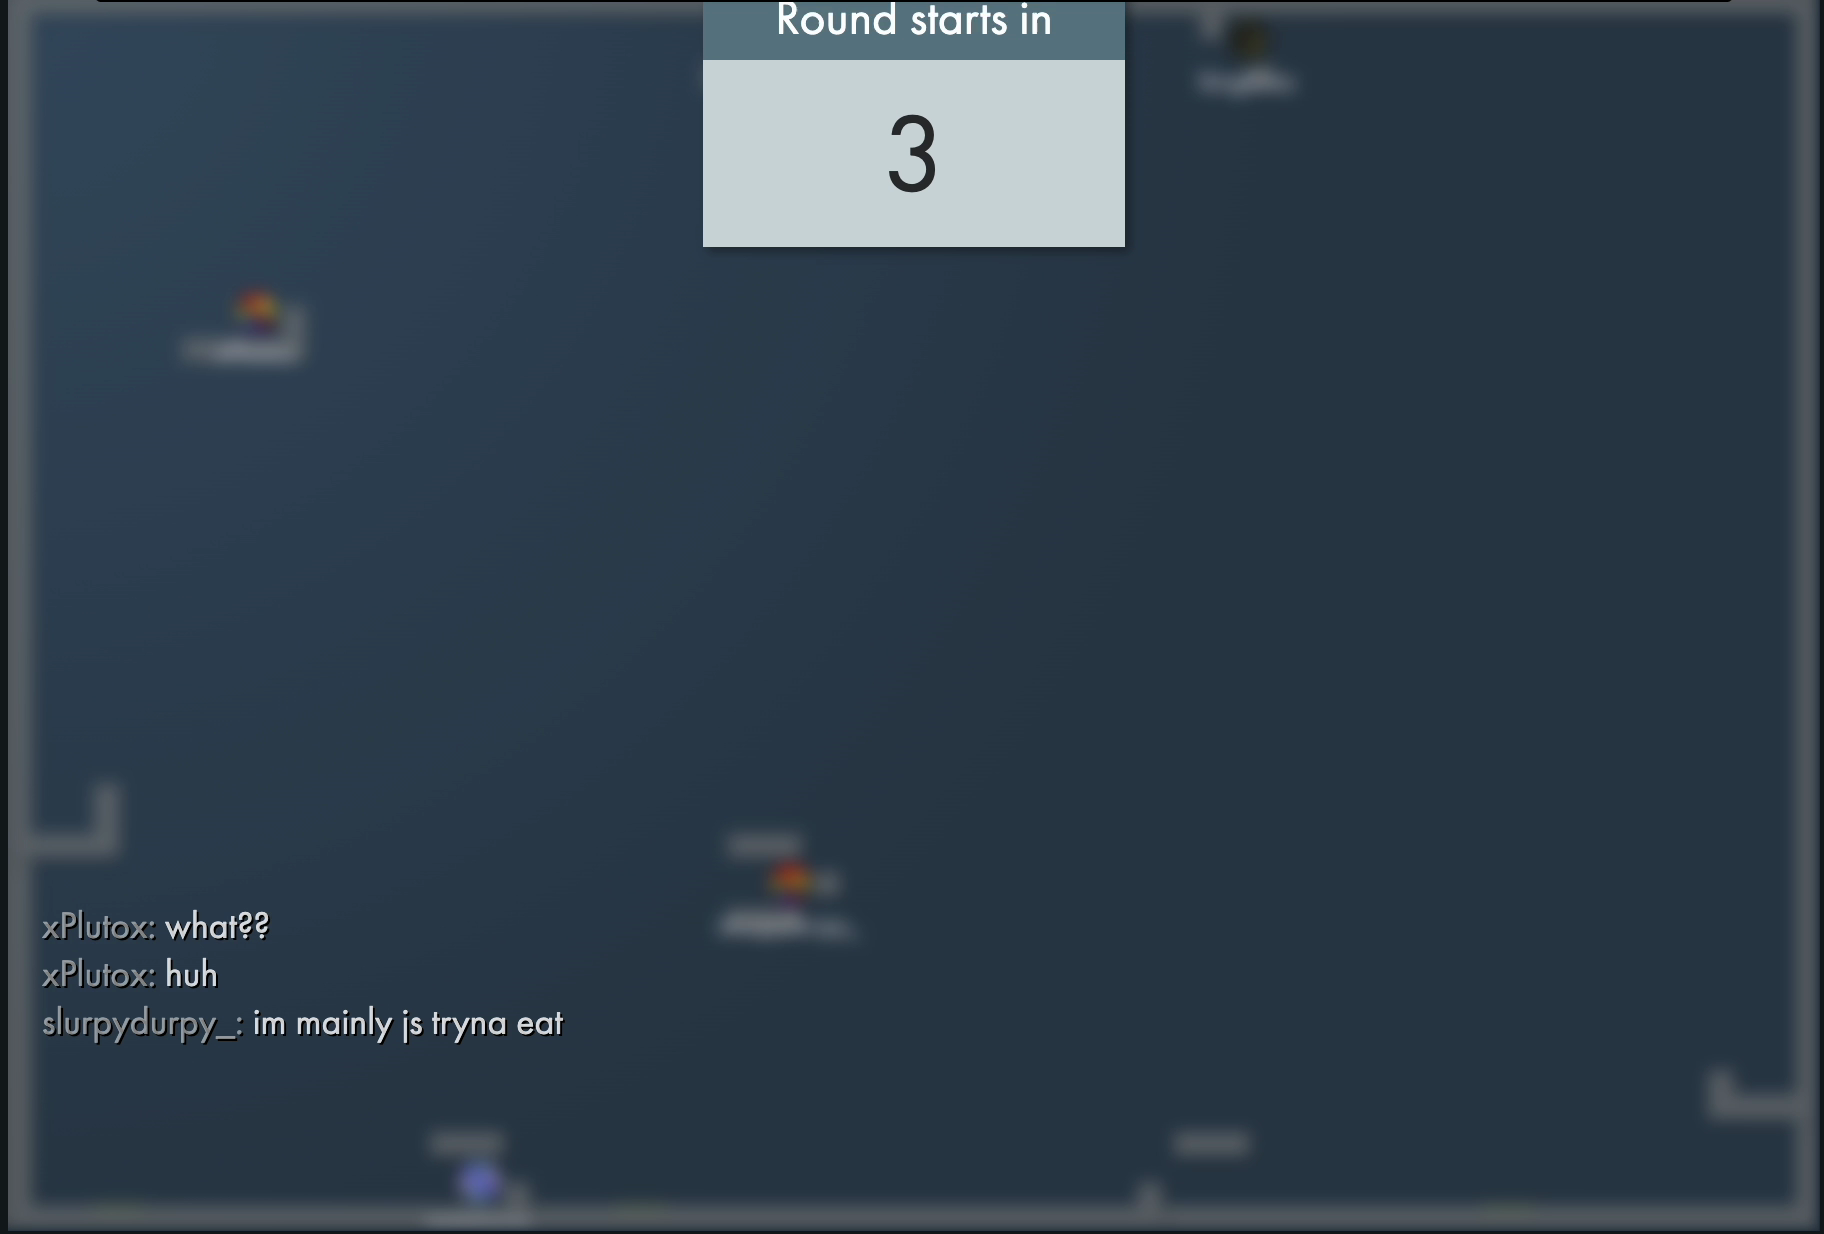 Round starts in
3
xPlutox: what??
xPlutox: huh
slurpydurpy_: im mainly js tryna eat